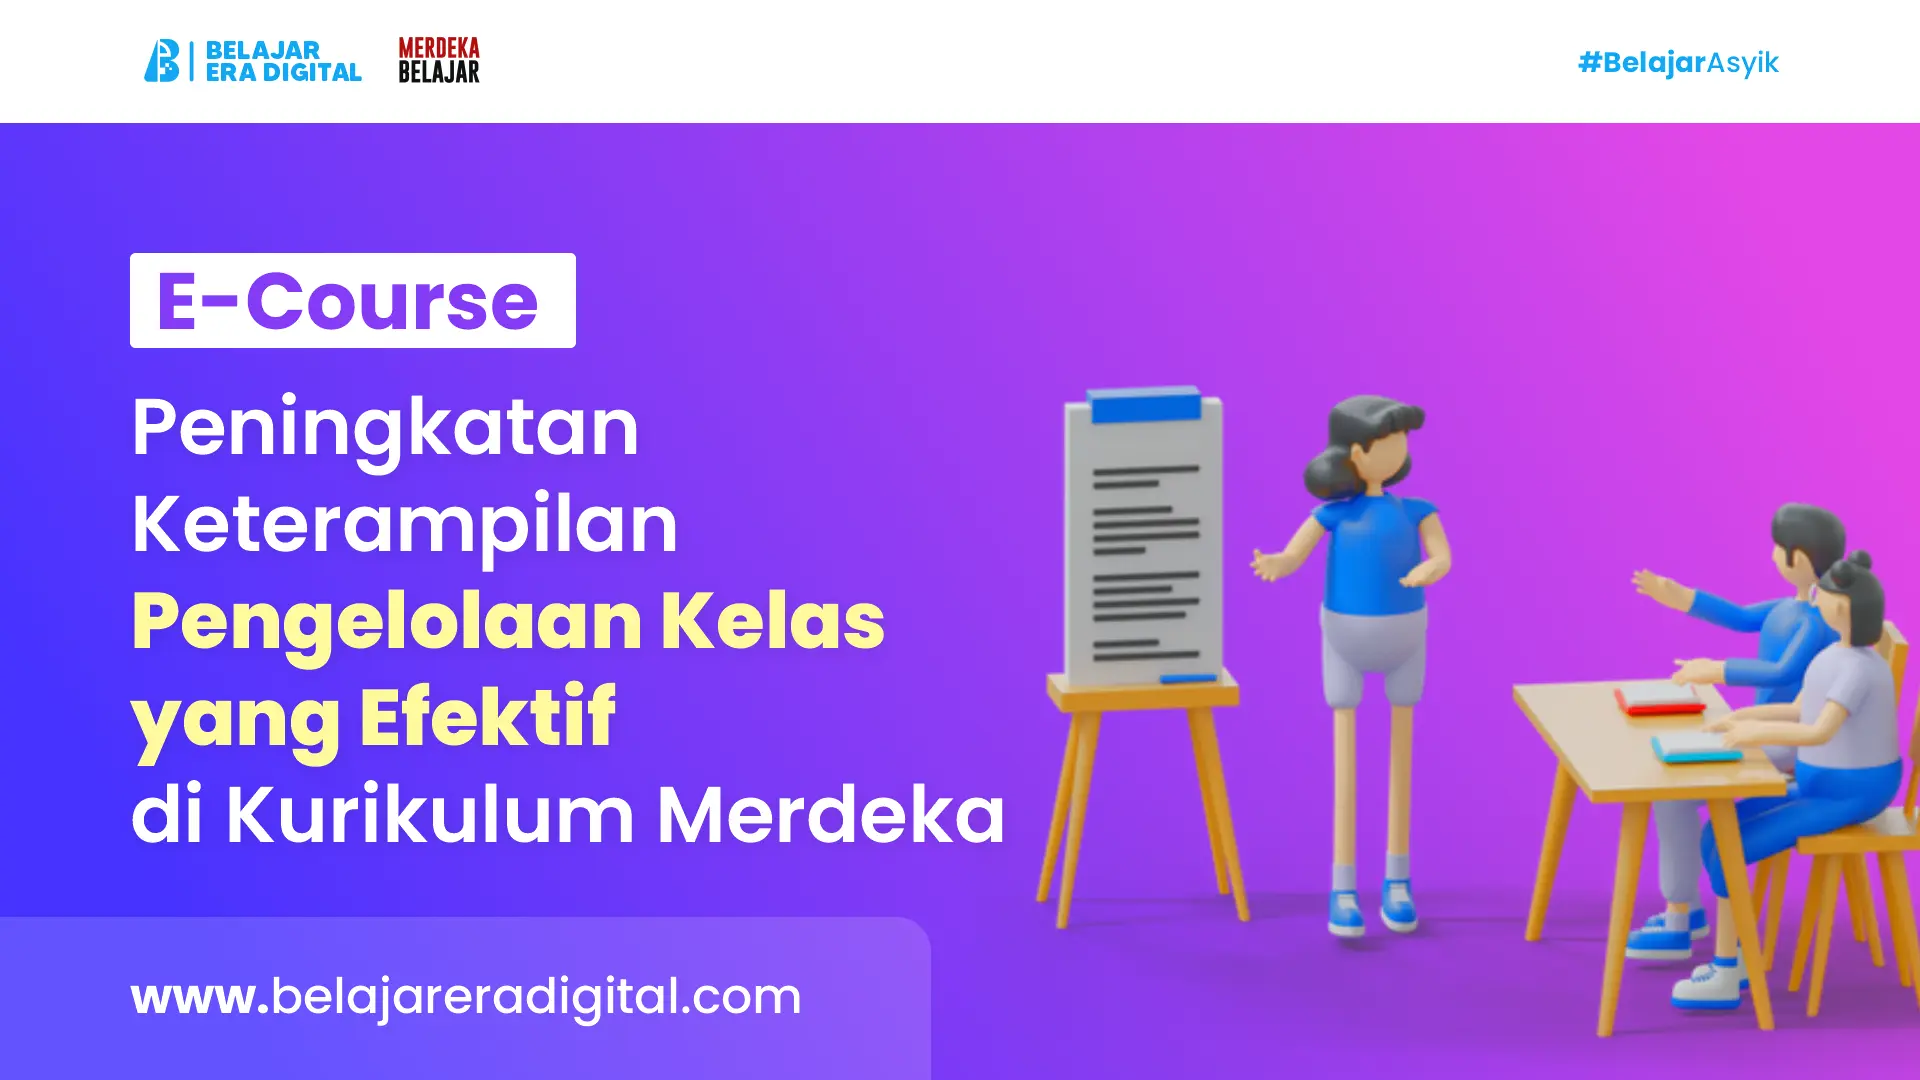 BELAJAR
ERA DIGITAL
MERDEKA
BELAJAR
#BelajarAsyik
E-Course
Peningkatan
Keterampilan
Pengelolaan Kelas
yang Efektif
di Kurikulum Merdeka
www.belajareradigital.com